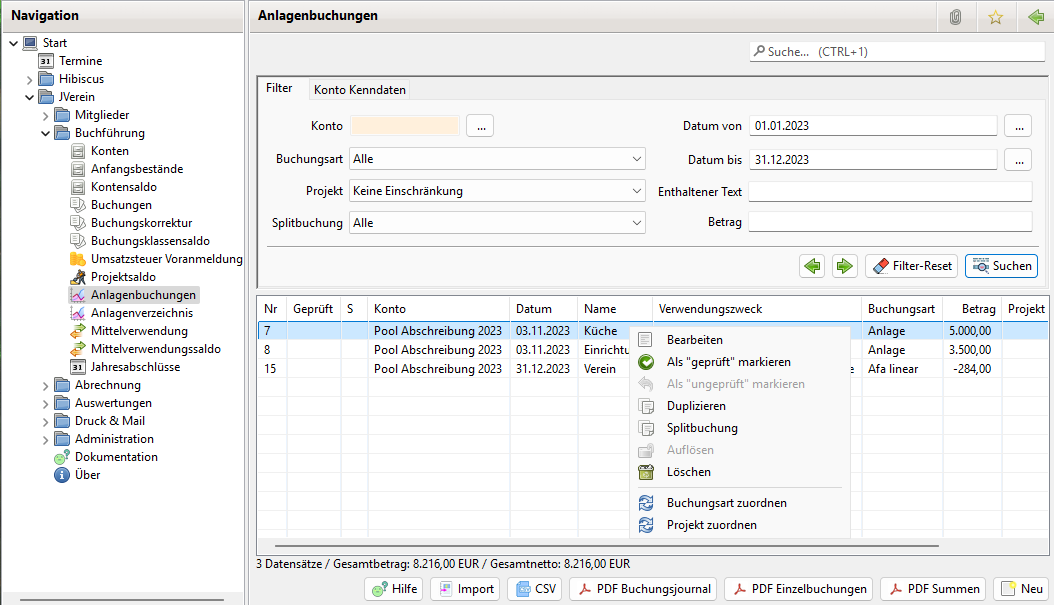 Navigation
Start
Termine
Hibiscus
JVerein
Mitglieder
Buchführung
Konten
Anfangsbestände
Kontensaldo
Buchungen
Buchungskorrektur
Buchungsklassensaldo
Umsatzsteuer Voranmeldung
Projektsaldo
Anlagenbuchungen
Anlagenverzeichnis
Mittelverwendung
Mittelverwendungssaldo
Jahresabschlüsse
Abrechnung
Auswertungen
Druck & Mail
Administration
Dokumentation
Über
Anlagenbuchungen
Suche... (CTRL+1)
Filter Konto Kenndaten
Konto ... Datum von 01.01.2023 ...
Buchungsart Alle Datum bis 31.12.2023 ...
Projekt Keine Einschränkung Enthaltener Text
Splitbuchung Alle Betrag
Filter-Reset Suchen
Nr Geprüft S Konto Datum Name Verwendungszweck Buchungsart Betrag Projekt
7 Pool Abschreibung 2023 03.11.2023 Küche Anlage 5.000,00
8 Pool Abschreibung 2023 03.11.2023 Einrichtu Anlage 3.500,00
15 Pool Abschreibung 2023 31.12.2023 Verein e Afa linear -284,00
Bearbeiten
Als "geprüft" markieren
Als "ungeprüft" markieren
Duplizieren
Splitbuchung
Auflösen
Löschen
Buchungsart zuordnen
Projekt zuordnen
3 Datensätze / Gesamtbetrag: 8.216,00 EUR / Gesamtnetto: 8.216,00 EUR
Hilfe Import CSV PDF Buchungsjournal PDF Einzelbuchungen PDF Summen Neu